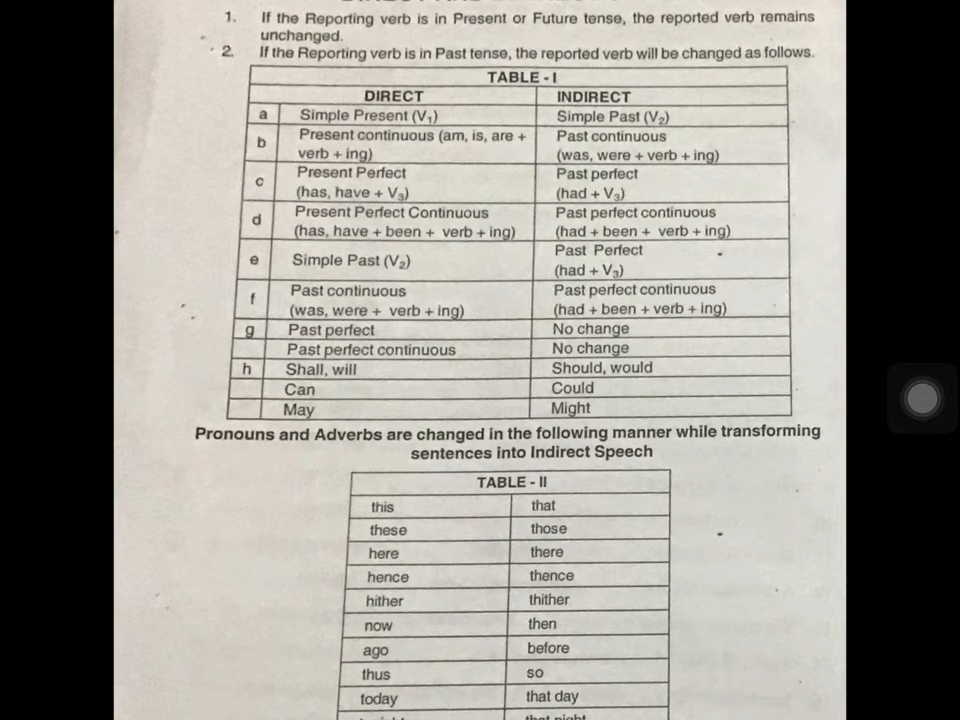 1. If the Reporting verb is in Present or Future tense, the reported verb remains
unchanged.
2. If the Reporting verb is in Past tense, the reported verb will be changed as follows.
TABLE - I
DIRECT INDIRECT
a Simple Present (V₁) Simple Past (V₂)
b Present continuous (am, is, are + verb + ing) Past continuous (was, were + verb + ing)
c Present Perfect (has, have + V₃) Past perfect (had + V₃)
d Present Perfect Continuous (has, have + been + verb + ing) Past perfect continuous (had + been + verb + ing)
e Simple Past (V₂) Past Perfect (had + V₃)
f Past continuous (was, were + verb + ing) Past perfect continuous (had + been + verb + ing)
g Past perfect No change
Past perfect continuous No change
h Shall, will Should, would
Can Could
May Might
Pronouns and Adverbs are changed in the following manner while transforming
sentences into Indirect Speech
TABLE - II
this that
these those
here there
hence thence
hither thither
now then
ago before
thus so
today that day
that night